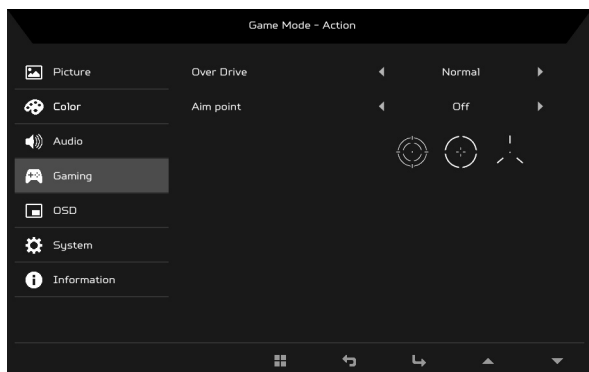 Game Mode - Action
Picture
Over Drive Normal
Color
Aim point Off
Audio
Gaming
OSD
System
Information